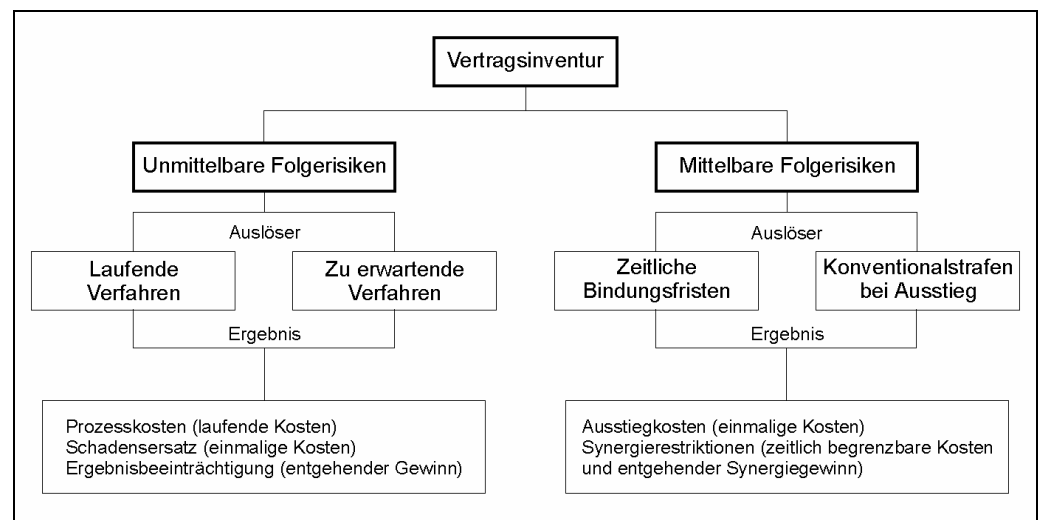 Vertragsinventur
Unmittelbare Folgerisiken
Mittelbare Folgerisiken
Auslöser
Auslöser
Laufende
Verfahren
Zu erwartende
Verfahren
Zeitliche
Bindungsfristen
Konventionalstrafen
bei Ausstieg
Ergebnis
Ergebnis
Prozesskosten (laufende Kosten)
Schadensersatz (einmalige Kosten)
Ergebnisbeeinträchtigung (entgehender Gewinn)
Ausstiegkosten (einmalige Kosten)
Synergierestriktionen (zeitlich begrenzbare Kosten
und entgehender Synergiegewinn)